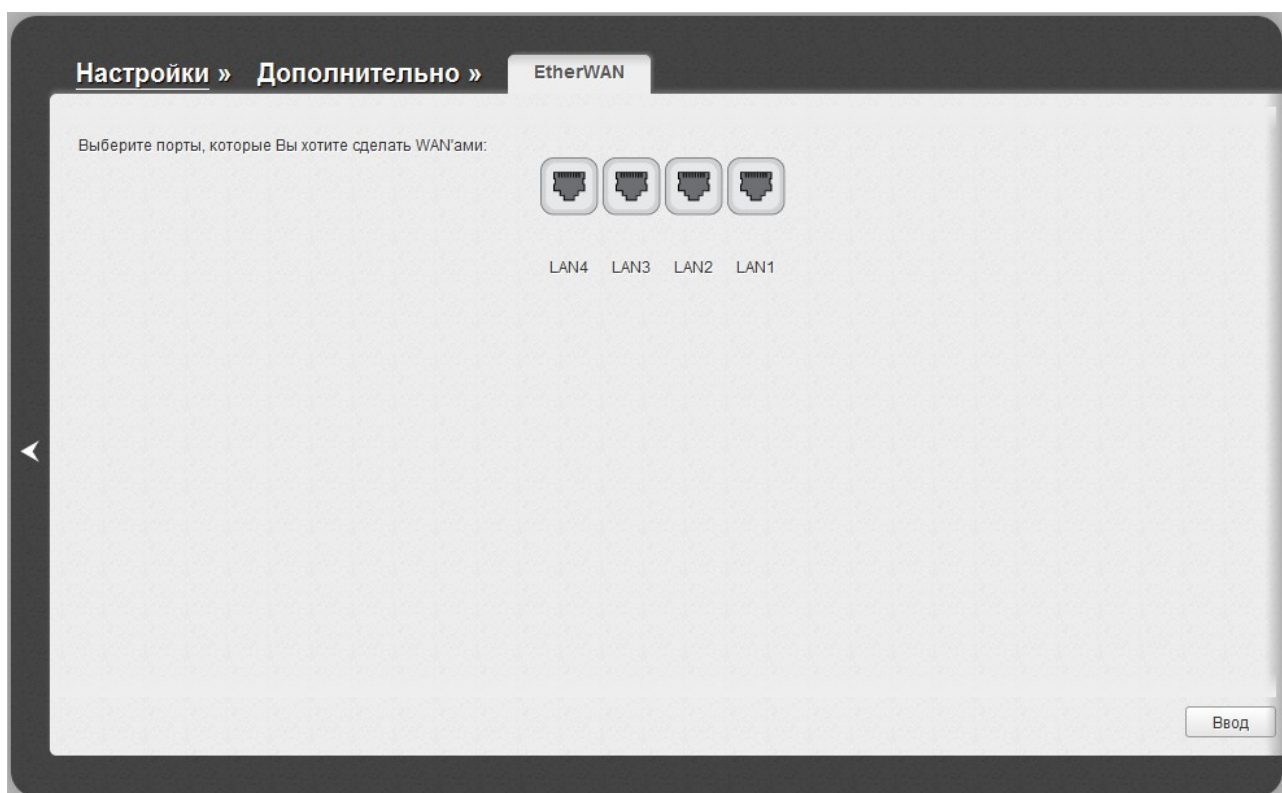 Настройки » Дополнительно » EtherWAN
Выберите порты, которые Вы хотите сделать WAN'ами:
LAN4 LAN3 LAN2 LAN1
Ввод